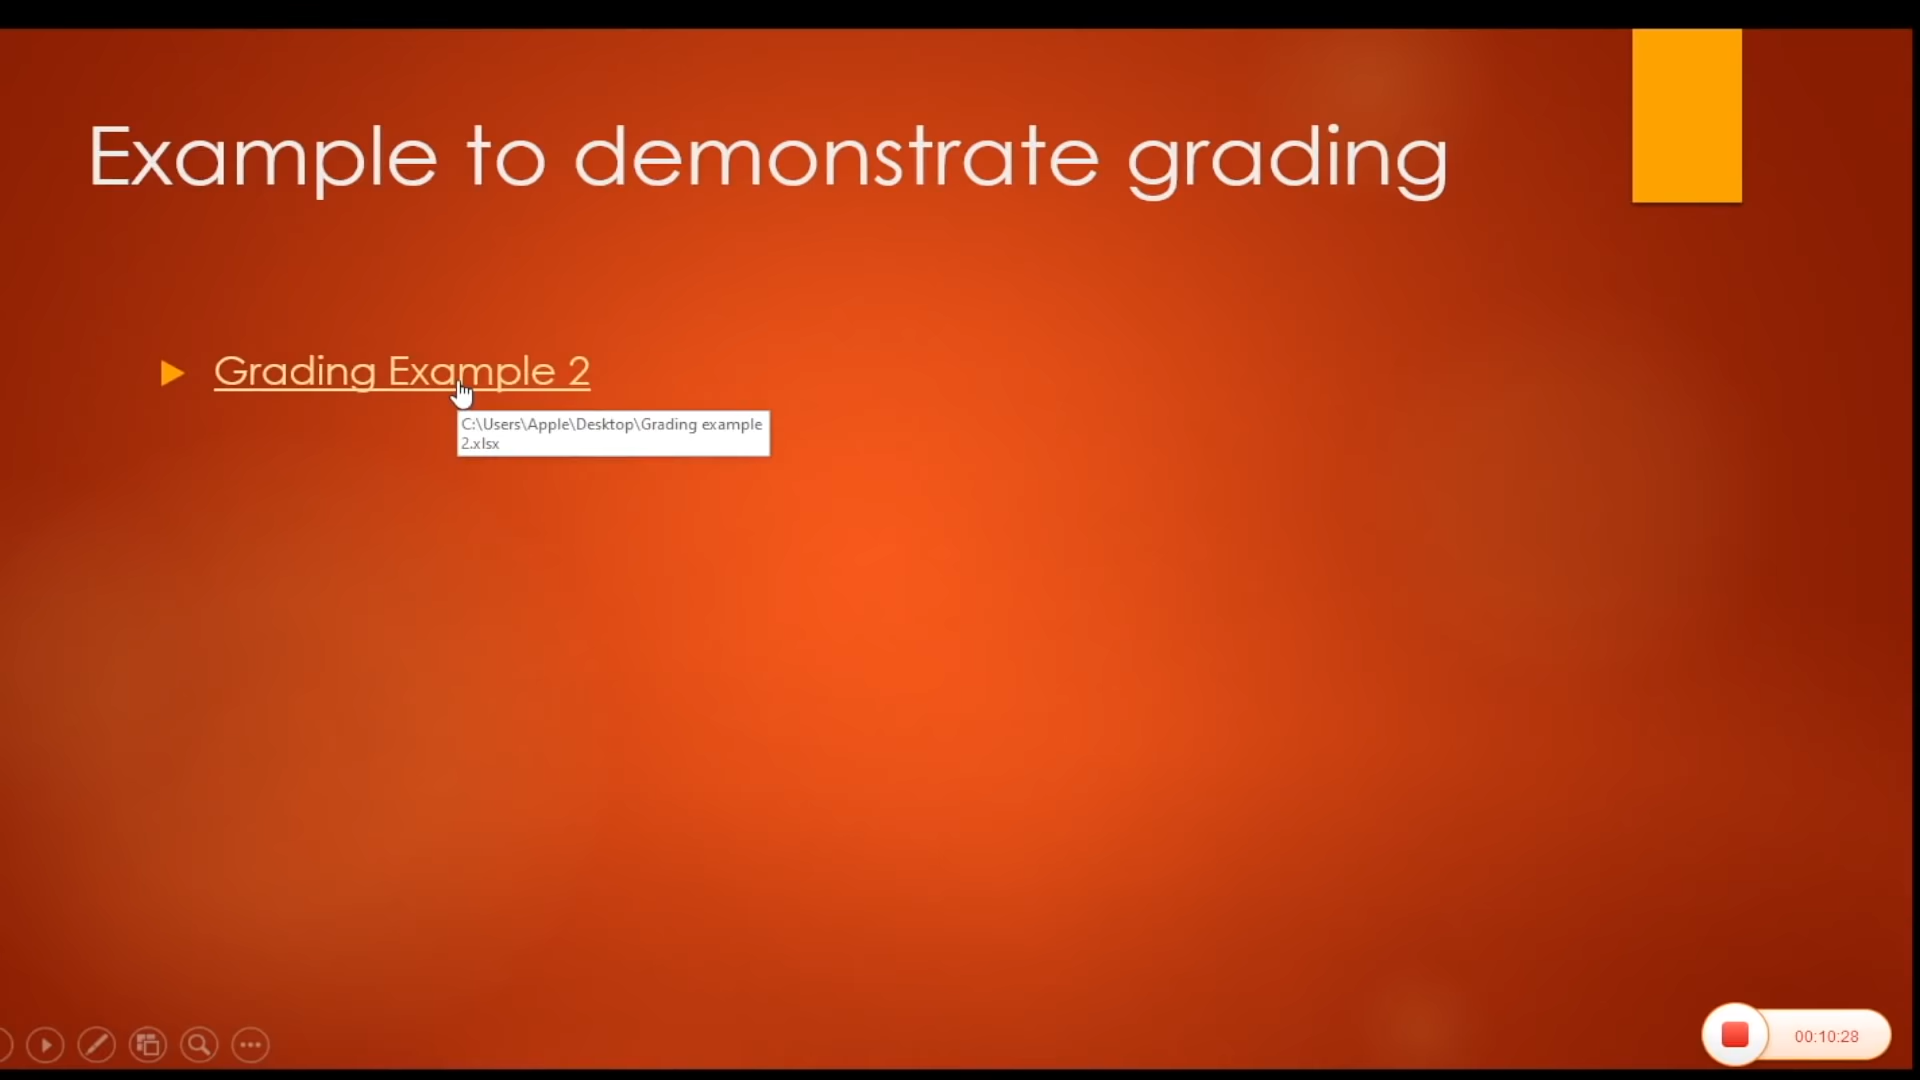 Example to demonstrate grading
Grading Example 2
C:\Users\Apple\Desktop\Grading example
2.xlsx
00:10:28